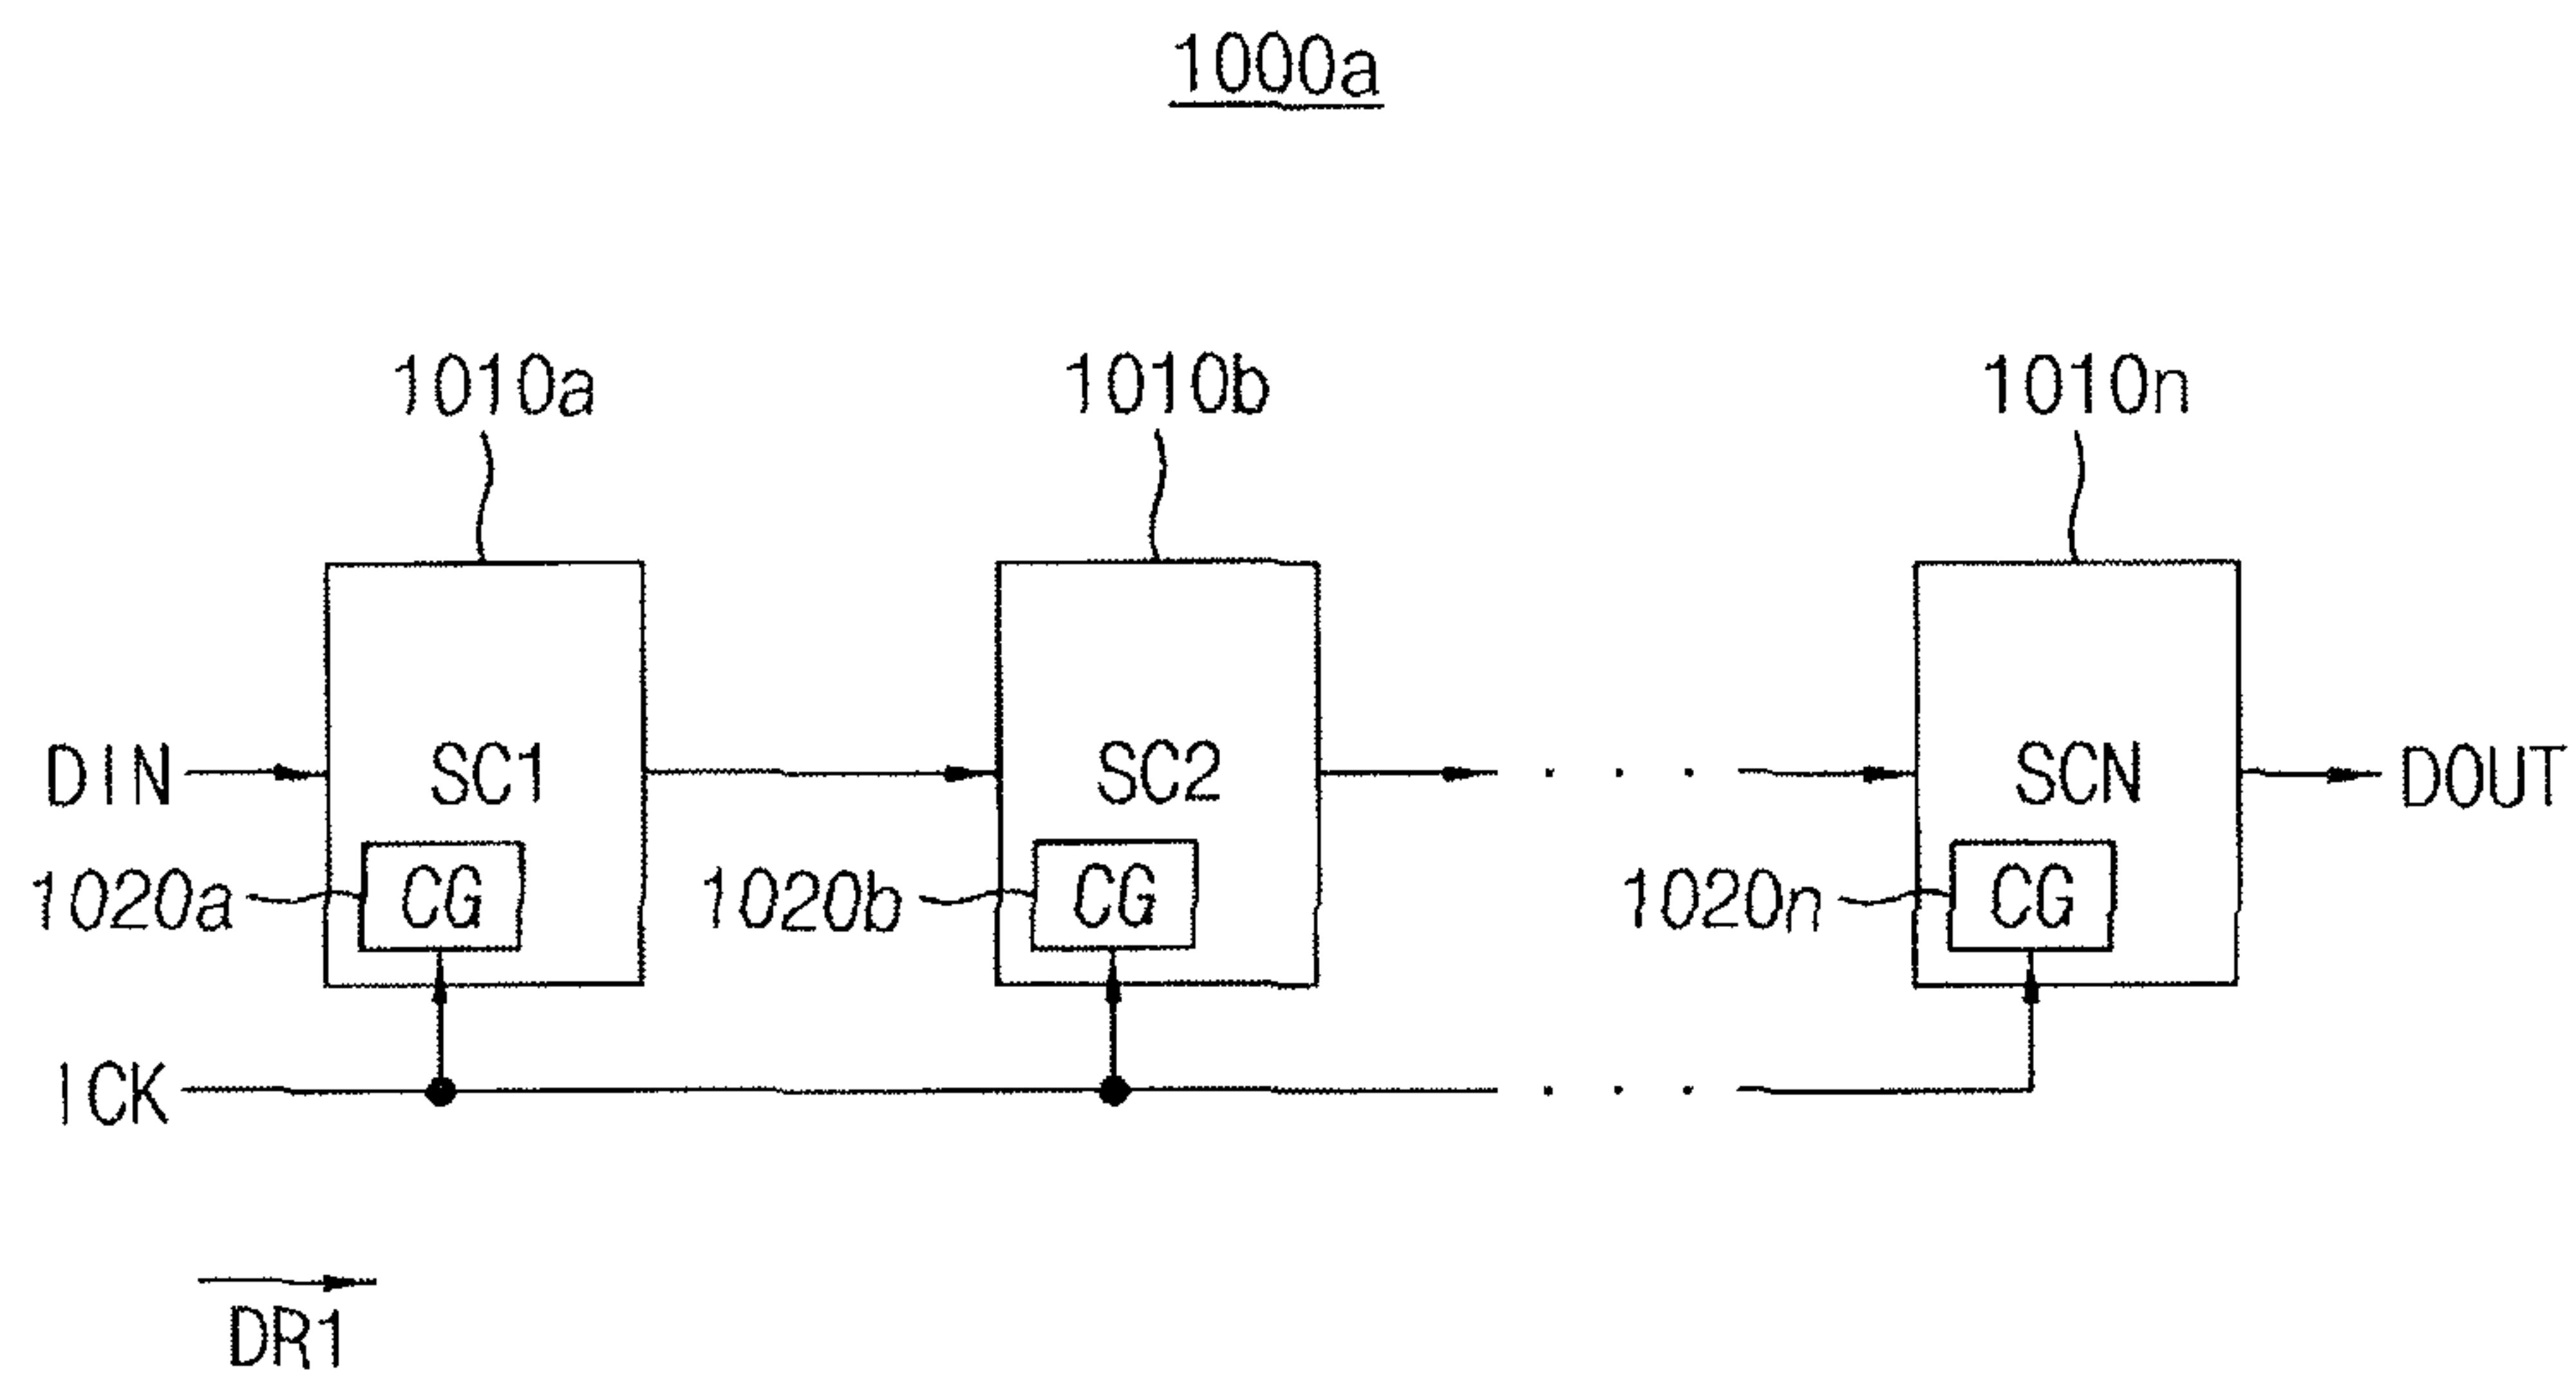 1000a
1010a 1010b 1010n
DIN SC1 SC2 . . . SCN DOUT
1020a CG 1020b CG 1020n CG
ICK . . .
DR1